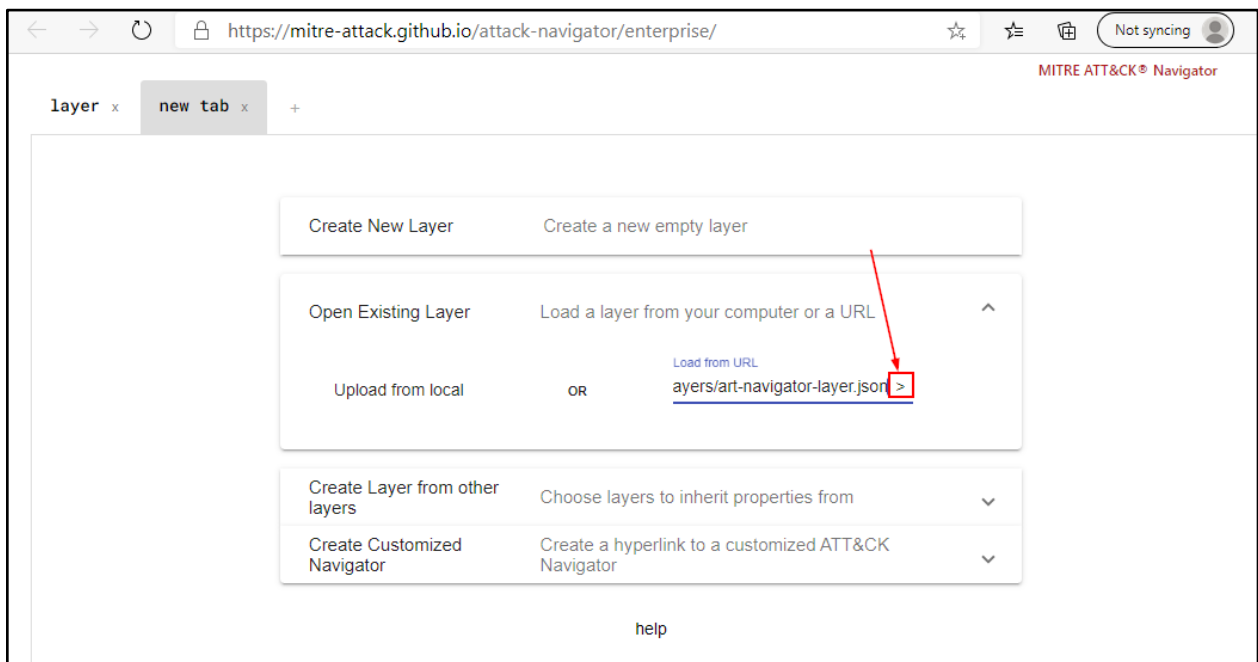 https://mitre-attack.github.io/attack-navigator/enterprise/
Not syncing
MITRE ATT&CK® Navigator
layer x new tab x +
Create New Layer Create a new empty layer
Open Existing Layer Load a layer from your computer or a URL
Load from URL
Upload from local OR ayers/art-navigator-layer.json >
Create Layer from other
layers
Choose layers to inherit properties from
Create Customized
Navigator
Create a hyperlink to a customized ATT&CK
Navigator
help